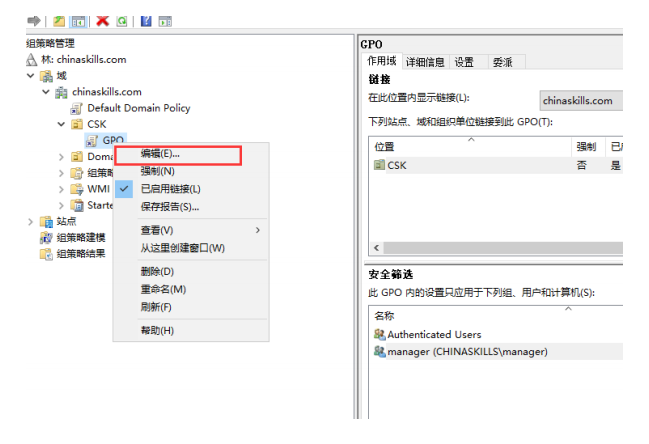 组策略管理
林: chinaskills.com
域
chinaskills.com
Default Domain Policy
CSK
GPO
Doma
组策略
WMI
Starte
站点
组策略建模
组策略结果
编辑(E)...
强制(N)
已启用链接(L)
保存报告(S)...
查看(V)
从这里创建窗口(W)
删除(D)
重命名(M)
刷新(F)
帮助(H)
GPO
作用域 详细信息 设置 委派
链接
在此位置内显示链接(L): chinaskills.com
下列站点、域和组织单位链接到此 GPO(T):
位置 强制 已
CSK 否 是
安全筛选
此 GPO 内的设置只应用于下列组、用户和计算机(S):
名称
Authenticated Users
manager (CHINASKILLS\manager)